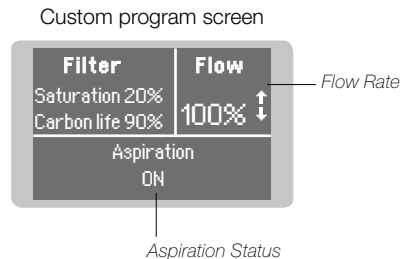 Custom program screen
Filter
Saturation 20%
Carbon life 90%
Flow
100%
Flow Rate
Aspiration
ON
Aspiration Status